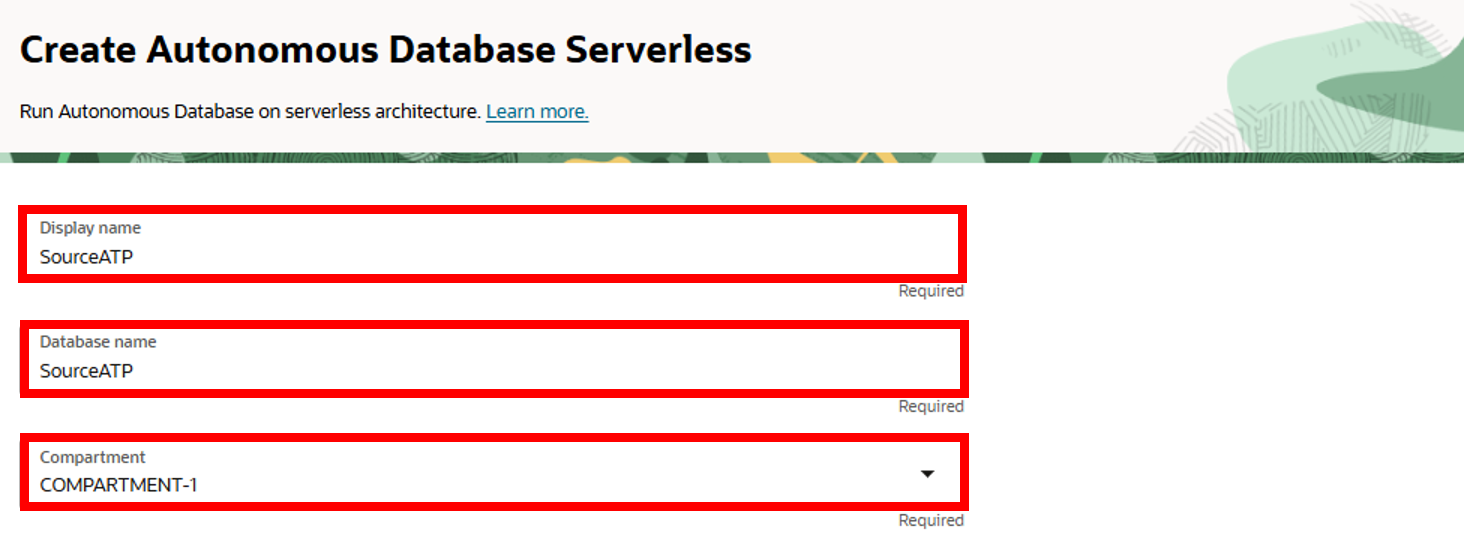 Create Autonomous Database Serverless
Run Autonomous Database on serverless architecture. Learn more.
Display name
SourceATP
Required
Database name
SourceATP
Required
Compartment
COMPARTMENT-1
Required